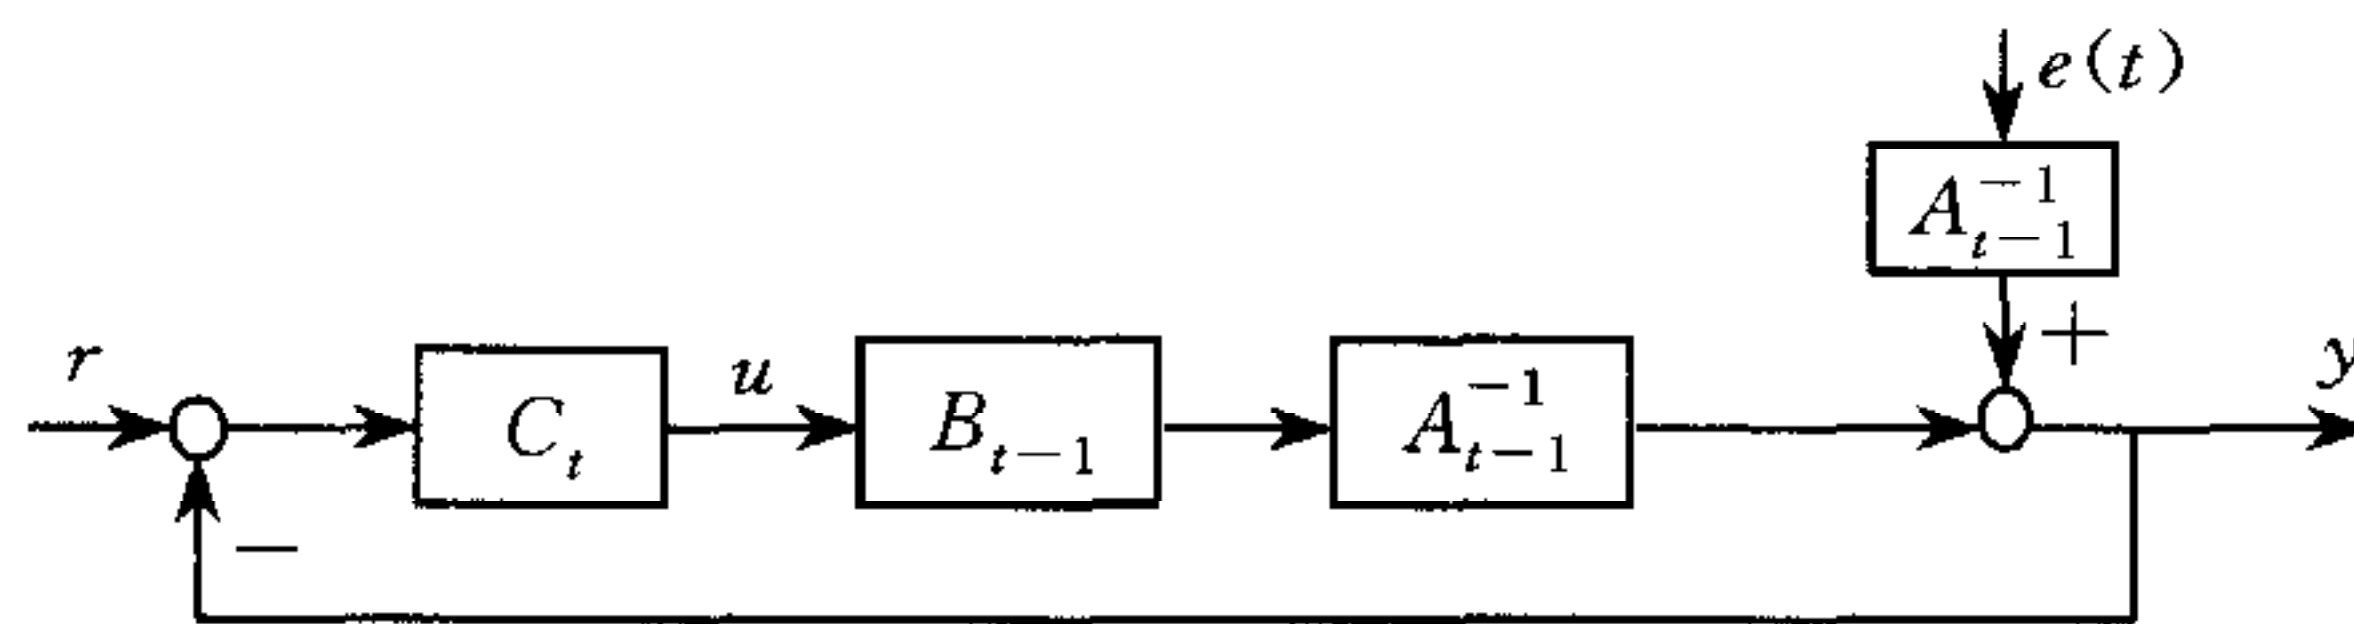 e(t)
A_{t-1}^{-1}
+
r
C_t
u
B_{t-1}
A_{t-1}^{-1}
y
−